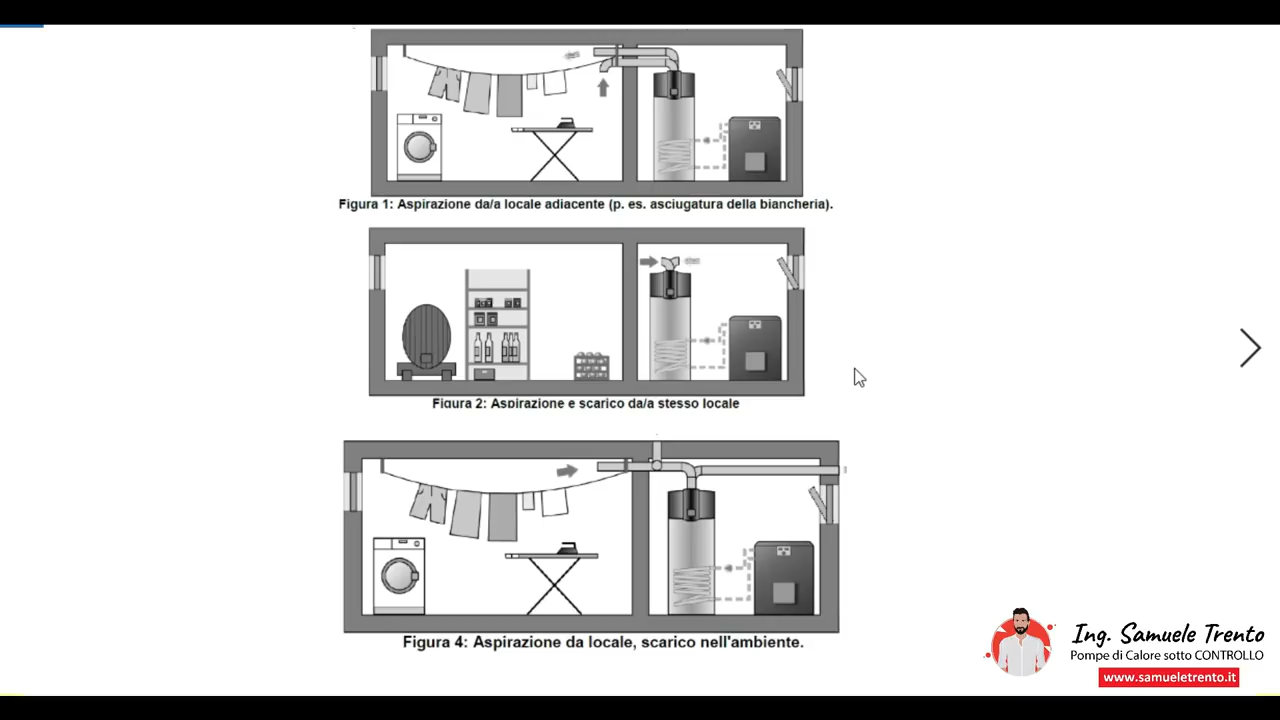 Figura 1: Aspirazione da/a locale adiacente (p. es. asciugatura della biancheria).
Figura 2: Aspirazione e scarico da/a stesso locale
Figura 4: Aspirazione da locale, scarico nell'ambiente.
Ing. Samuele Trento
Pompe di Calore sotto CONTROLLO
www.samueletrento.it